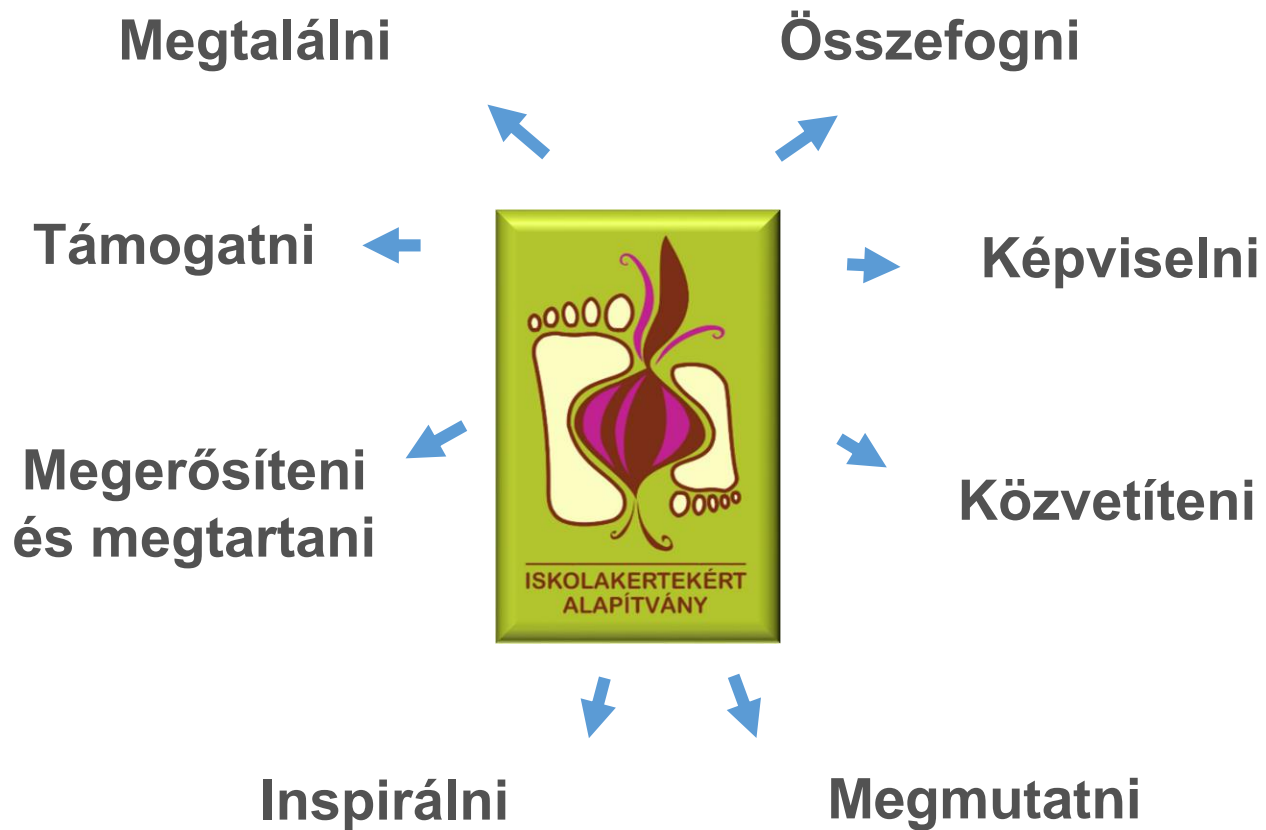 Megtalálni
Összefogni
Támogatni
Képviselni
Megerősíteni
és megtartani
Közvetíteni
ISKOLAKERTEKÉRT
ALAPÍTVÁNY
Inspirálni
Megmutatni